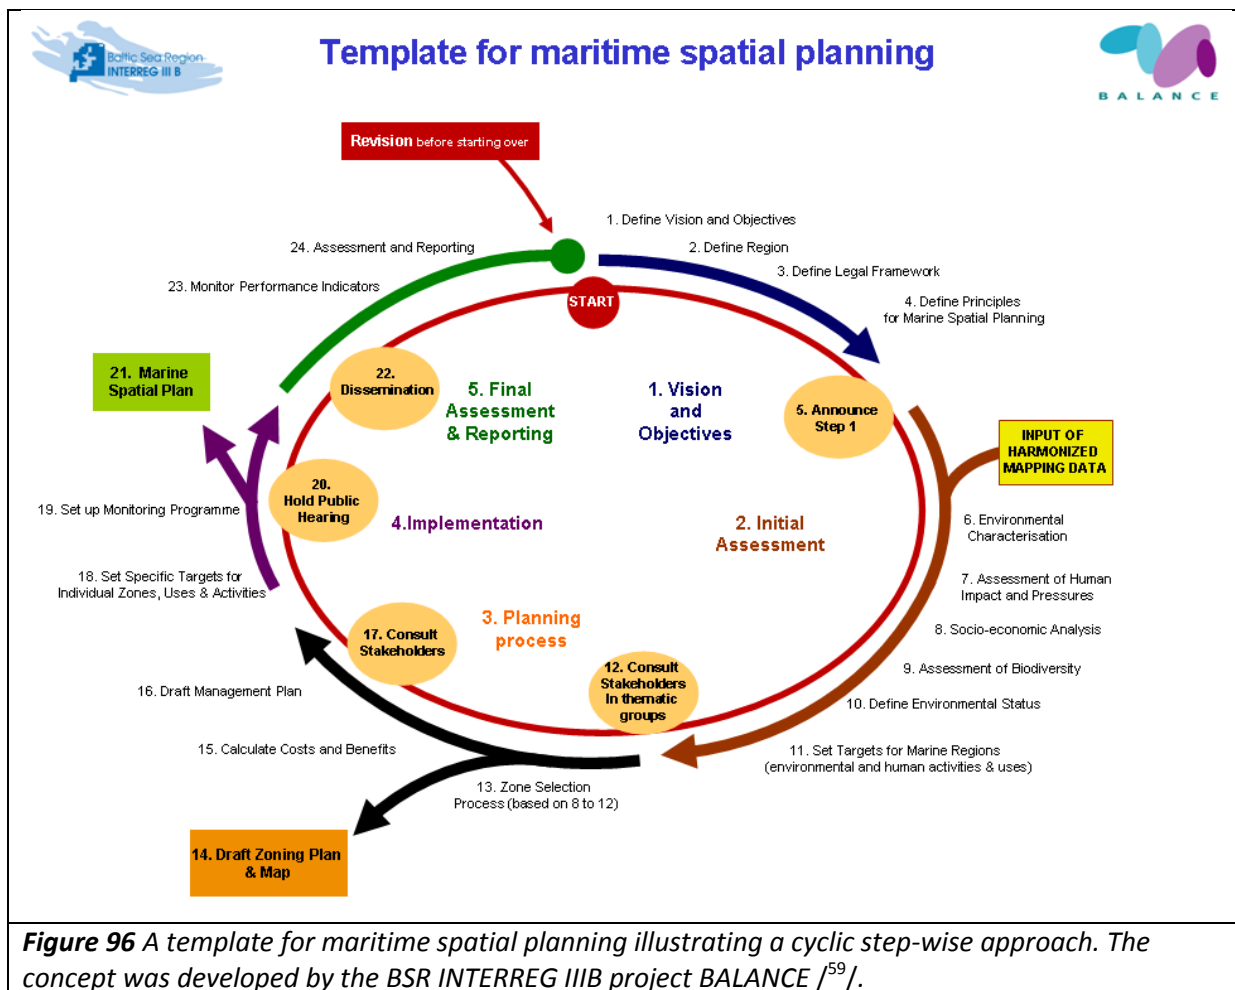 Baltic Sea Region
INTERREG III B
Template for maritime spatial planning
BALANCE
Revision before starting over
1. Define Vision and Objectives
2. Define Region
3. Define Legal Framework
4. Define Principles
for Marine Spatial Planning
24. Assessment and Reporting
23. Monitor Performance Indicators
START
21. Marine
Spatial Plan
22.
Dissemination
5. Final
Assessment
& Reporting
1. Vision
and
Objectives
5. Announce
Step 1
INPUT OF
HARMONIZED
MAPPING DATA
20.
Hold Public
Hearing
19. Set up Monitoring Programme
4.Implementation
2. Initial
Assessment
6. Environmental
Characterisation
18. Set Specific Targets for
Individual Zones, Uses & Activities
7. Assessment of Human
Impact and Pressures
17. Consult
Stakeholders
3. Planning
process
8. Socio-economic Analysis
12. Consult
Stakeholders
In thematic
groups
9. Assessment of Biodiversity
16. Draft Management Plan
10. Define Environmental Status
15. Calculate Costs and Benefits
11. Set Targets for Marine Regions
(environmental and human activities & uses)
13. Zone Selection
Process (based on 8 to 12)
14. Draft Zoning Plan
& Map
Figure 96 A template for maritime spatial planning illustrating a cyclic step-wise approach. The
concept was developed by the BSR INTERREG IIIB project BALANCE /59/.